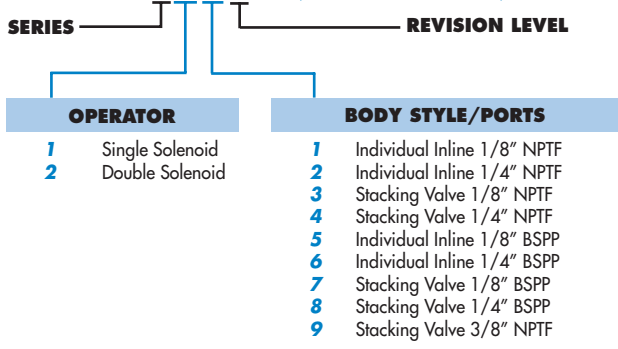 SERIES
REVISION LEVEL
OPERATOR
1 Single Solenoid
2 Double Solenoid
BODY STYLE/PORTS
1 Individual Inline 1/8" NPTF
2 Individual Inline 1/4" NPTF
3 Stacking Valve 1/8" NPTF
4 Stacking Valve 1/4" NPTF
5 Individual Inline 1/8" BSPP
6 Individual Inline 1/4" BSPP
7 Stacking Valve 1/8" BSPP
8 Stacking Valve 1/4" BSPP
9 Stacking Valve 3/8" NPTF